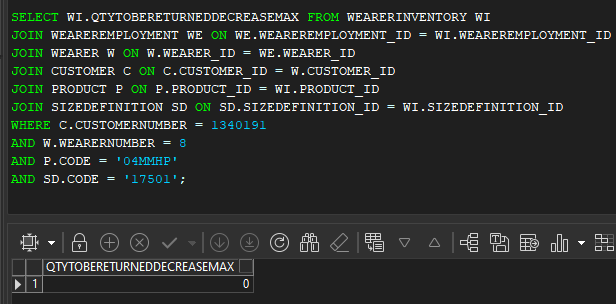 SELECT WI.QTYTOBERETURNEDDECREASEMAX FROM WEARERINVENTORY WI
JOIN WEAREREMPLOYMENT WE ON WE.WEAREREMPLOYMENT_ID = WI.WEAREREMPLOYMENT_ID
JOIN WEARER W ON W.WEARER_ID = WE.WEARER_ID
JOIN CUSTOMER C ON C.CUSTOMER_ID = W.CUSTOMER_ID
JOIN PRODUCT P ON P.PRODUCT_ID = WI.PRODUCT_ID
JOIN SIZEDEFINITION SD ON SD.SIZEDEFINITION_ID = WI.SIZEDEFINITION_ID
WHERE C.CUSTOMERNUMBER = 1340191
AND W.WEARERNUMBER = 8
AND P.CODE = '04MMHP'
AND SD.CODE = '17501';
QTYTOBERETURNEDDECREASEMAX
1 0